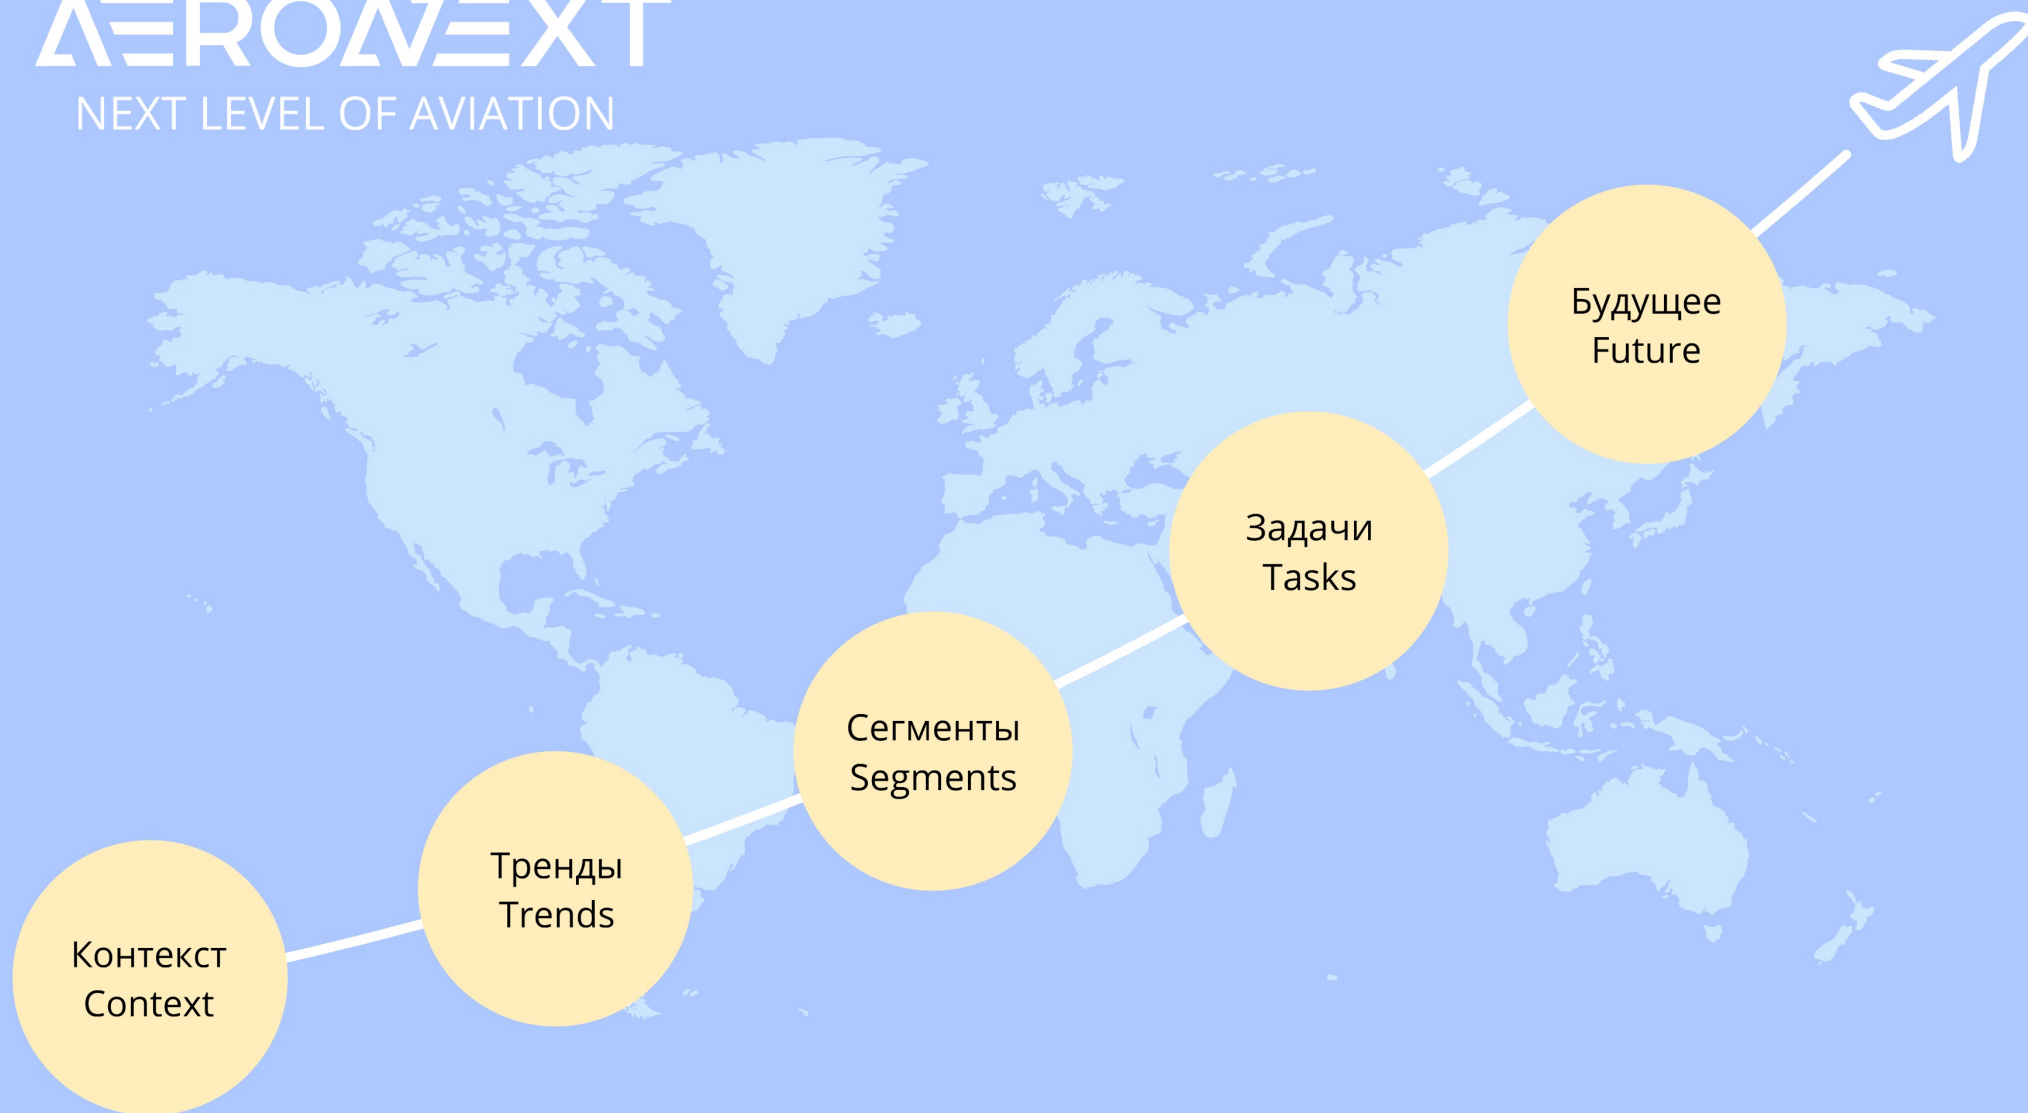 AERONEXT
NEXT LEVEL OF AVIATION
Будущее
Future
Задачи
Tasks
Сегменты
Segments
Тренды
Trends
Контекст
Context